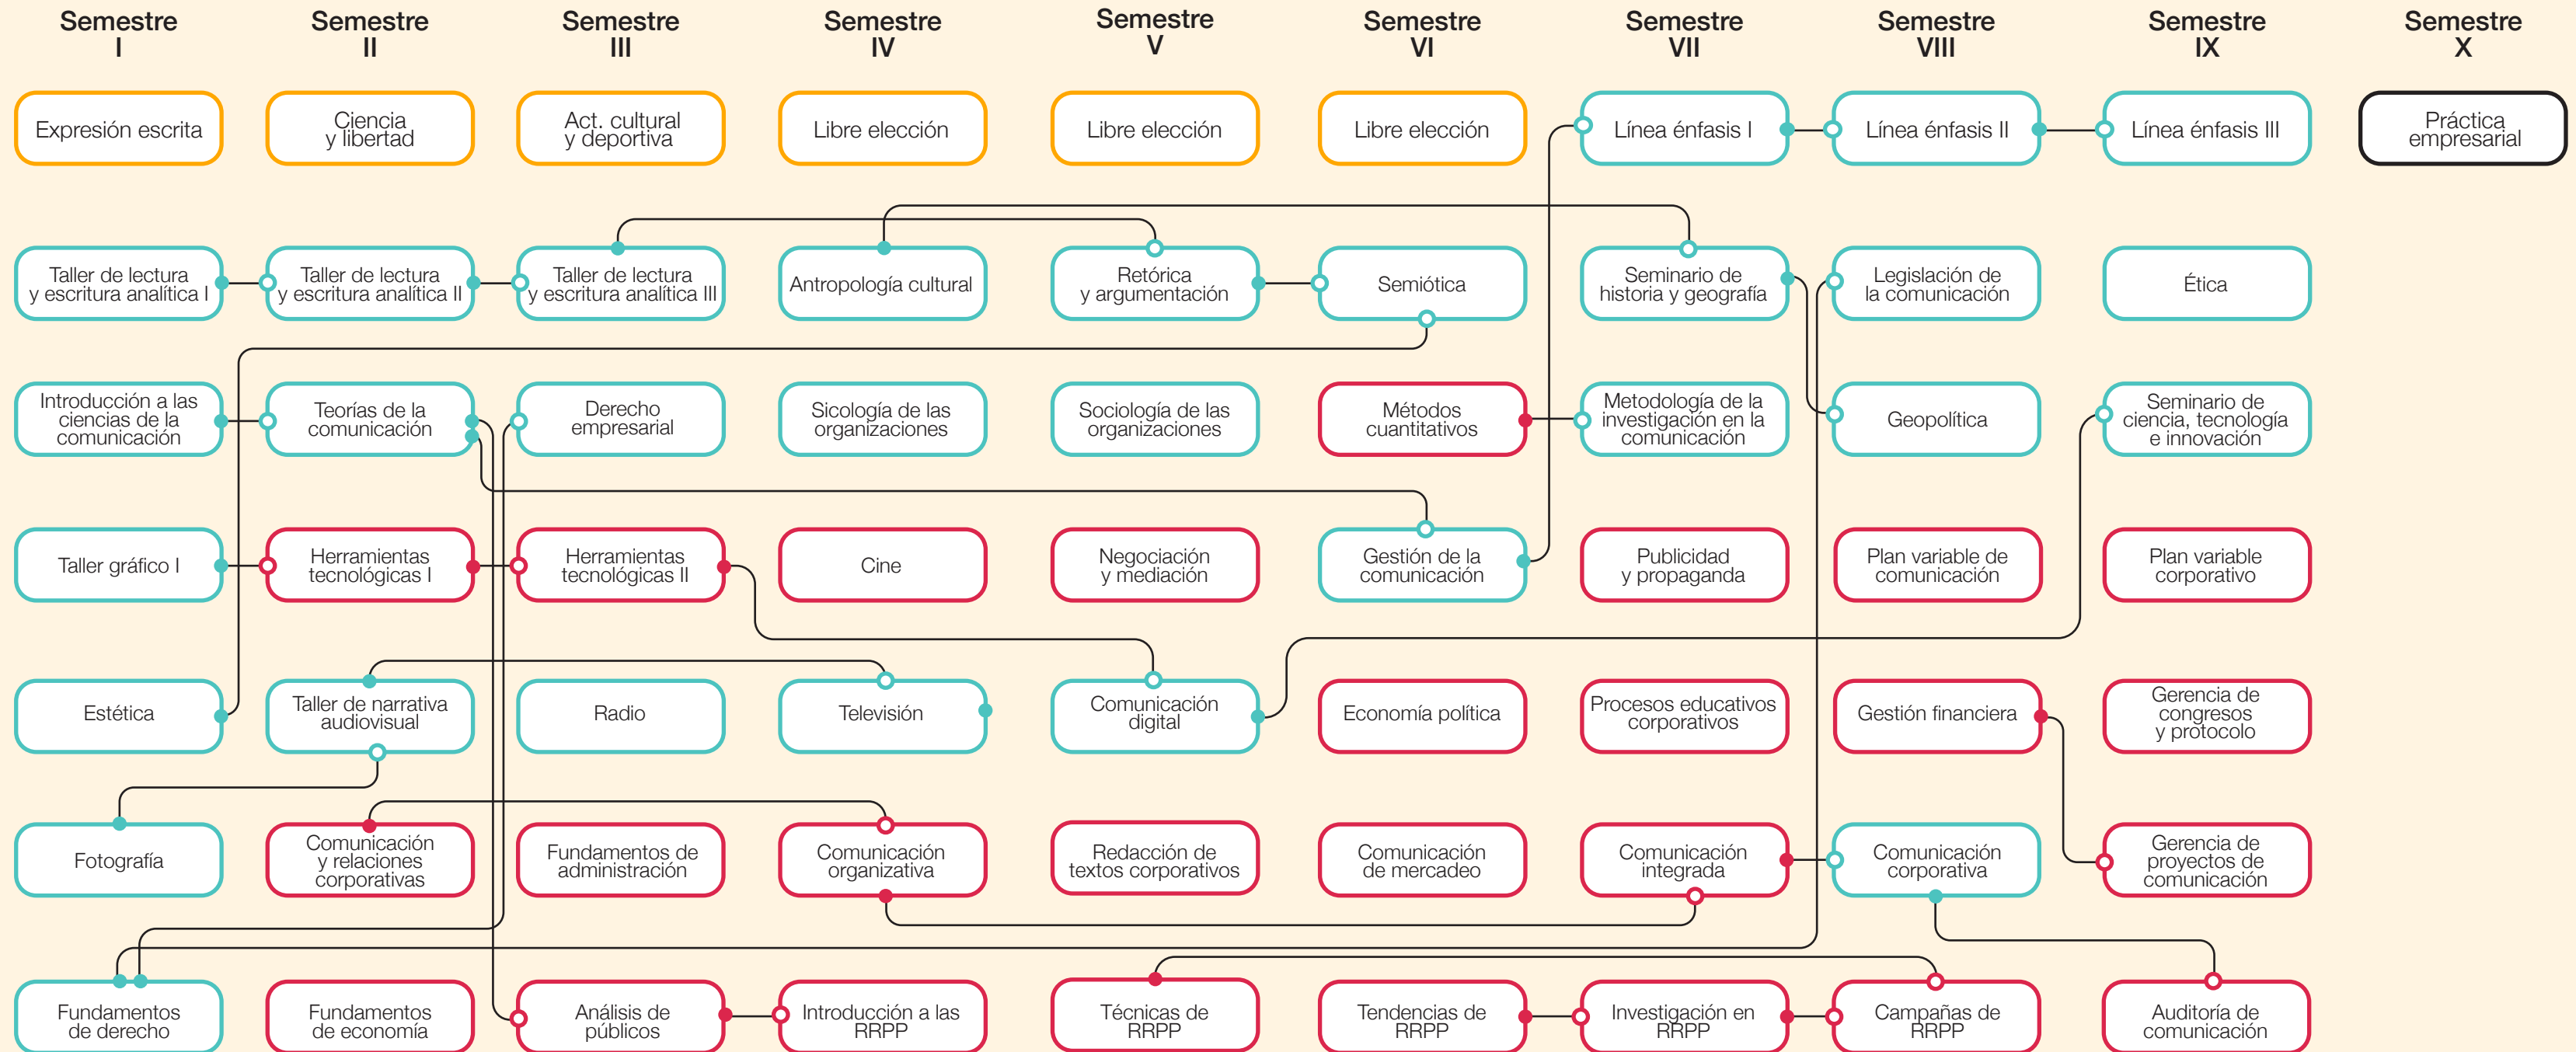 Semestre
I
Semestre
II
Semestre
III
Semestre
IV
Semestre
V
Semestre
VI
Semestre
VII
Semestre
VIII
Semestre
IX
Semestre
X
Expresión escrita
Ciencia
y libertad
Act. cultural
y deportiva
Libre elección
Libre elección
Libre elección
Línea énfasis I
Línea énfasis II
Línea énfasis III
Práctica
empresarial
Taller de lectura
y escritura analítica I
Taller de lectura
y escritura analítica II
Taller de lectura
y escritura analítica III
Antropología cultural
Retórica
y argumentación
Semiótica
Seminario de
historia y geografía
Legislación de
la comunicación
Ética
Introducción a las
ciencias de la
comunicación
Teorías de la
comunicación
Derecho
empresarial
Sicología de las
organizaciones
Sociología de las
organizaciones
Métodos
cuantitativos
Metodología de la
investigación en la
comunicación
Geopolítica
Seminario de
ciencia, tecnología
e innovación
Taller gráfico I
Herramientas
tecnológicas I
Herramientas
tecnológicas II
Cine
Negociación
y mediación
Gestión de la
comunicación
Publicidad
y propaganda
Plan variable de
comunicación
Plan variable
corporativo
Estética
Taller de narrativa
audiovisual
Radio
Televisión
Comunicación
digital
Economía política
Procesos educativos
corporativos
Gestión financiera
Gerencia de
congresos
y protocolo
Fotografía
Comunicación
y relaciones
corporativas
Fundamentos de
administración
Comunicación
organizativa
Redacción de
textos corporativos
Comunicación
de mercadeo
Comunicación
integrada
Comunicación
corporativa
Gerencia de
proyectos de
comunicación
Fundamentos
de derecho
Fundamentos
de economía
Análisis de
públicos
Introducción a las
RRPP
Técnicas de
RRPP
Tendencias de
RRPP
Investigación en
RRPP
Campañas de
RRPP
Auditoría de
comunicación